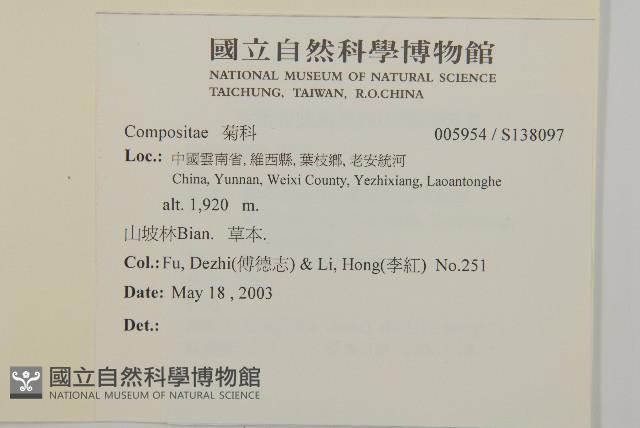 國立自然科學博物館
NATIONAL MUSEUM OF NATURAL SCIENCE
TAICHUNG, TAIWAN, R.O.CHINA
Compositae 菊科 005954 / S138097
Loc.: 中國雲南省, 維西縣, 葉枝鄉, 老安統河
China, Yunnan, Weixi County, Yezhixiang, Laoantonghe
alt. 1,920 m.
山坡林Bian. 草本.
Col.: Fu, Dezhi(傅德志) & Li, Hong(李紅) No.251
Date: May 18 , 2003
Det.:
國立自然科學博物館
NATIONAL MUSEUM OF NATURAL SCIENCE